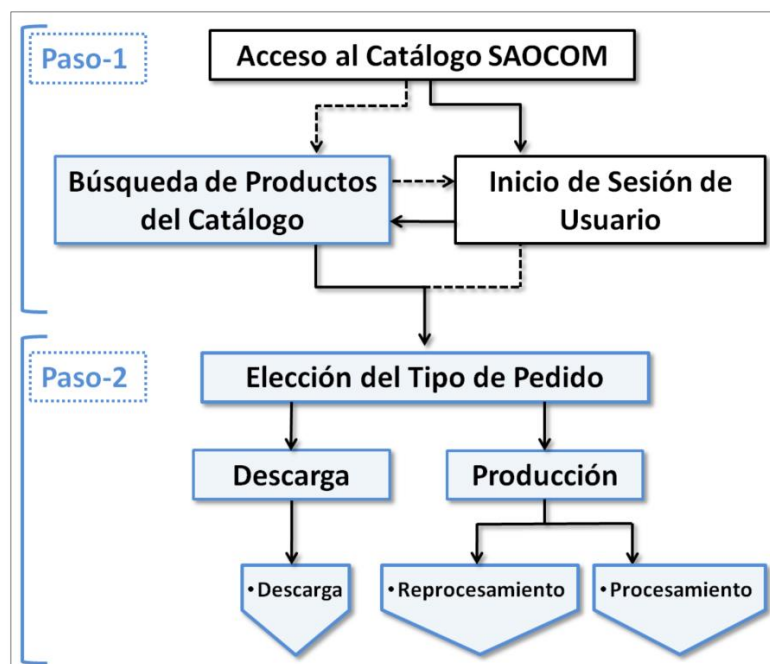 Paso-1
Acceso al Catálogo SAOCOM
Búsqueda de Productos
del Catálogo
Inicio de Sesión de
Usuario
Paso-2
Elección del Tipo de Pedido
Descarga
Producción
• Descarga
• Reprocesamiento
• Procesamiento